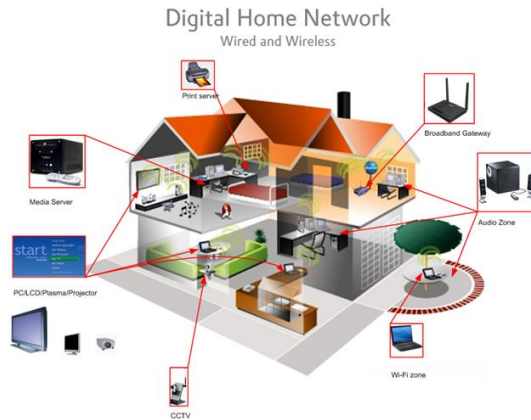 Digital Home Network
Wired and Wireless
Print server
Broadband Gateway
Media Server
Audio Zone
start
PC/LCD/Plasma/Projector
Wi-Fi zone
CCTV